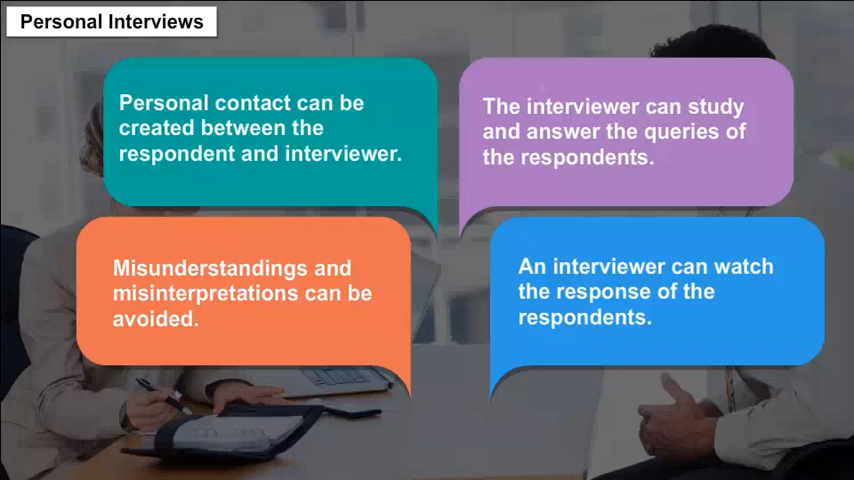 Personal Interviews
Personal contact can be
created between the
respondent and interviewer.
The interviewer can study
and answer the queries of
the respondents.
Misunderstandings and
misinterpretations can be
avoided.
An interviewer can watch
the response of the
respondents.